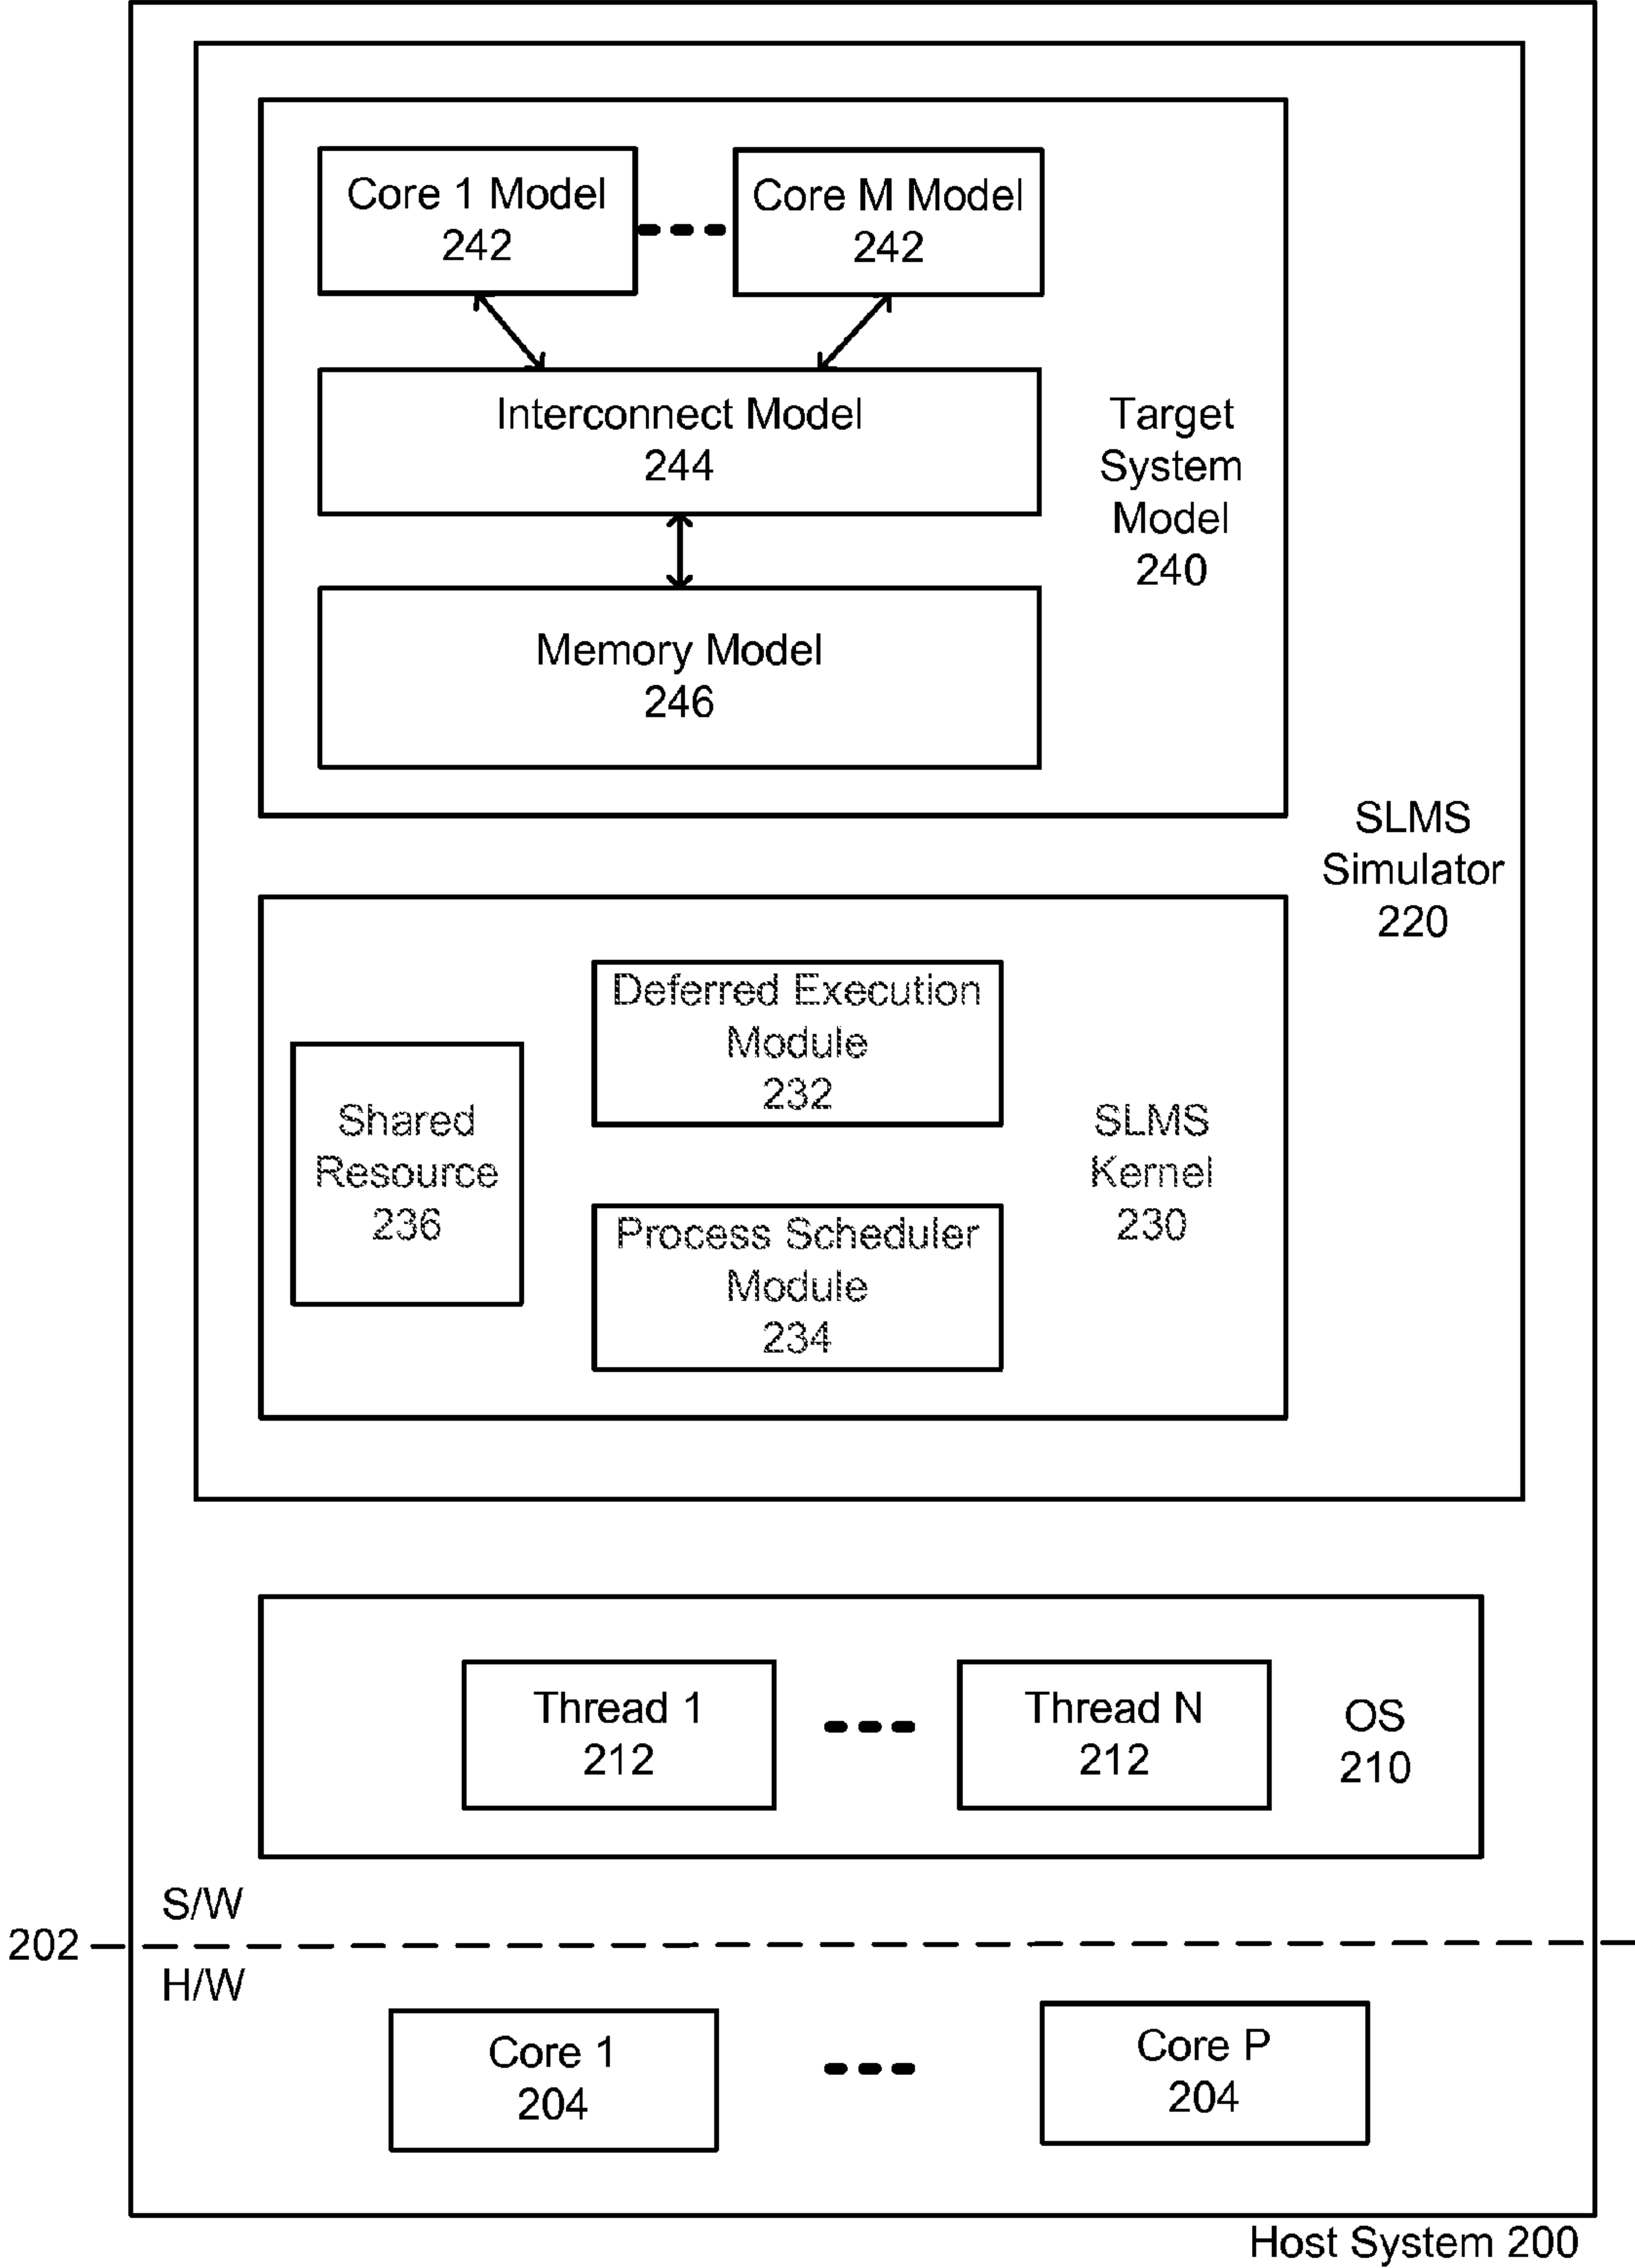 Core 1 Model
242
Core M Model
242
Interconnect Model
244
Target
System
Model
240
Memory Model
246
SLMS
Simulator
220
Deferred Execution
Module
232
Shared
Resource
236
SLMS
Kernel
230
Process Scheduler
Module
234
Thread 1
212
Thread N
212
OS
210
S/W
202
H/W
Core 1
204
Core P
204
Host System 200